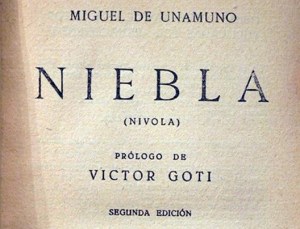 MIGUEL DE UNAMUNO
NIEBLA
(NIVOLA)
PRÓLOGO DE
VICTOR GOTI
SEGUNDA EDICIÓN